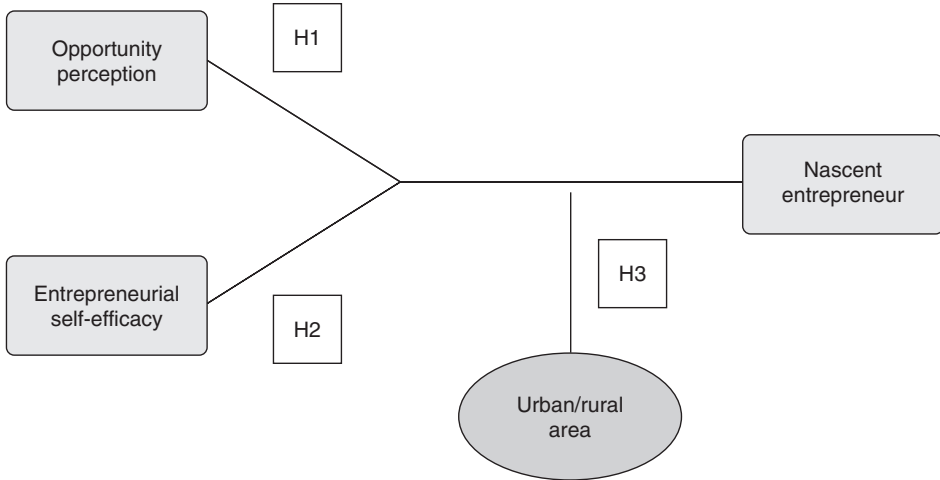 Opportunity
perception
H1
Nascent
entrepreneur
H3
Entrepreneurial
self-efficacy
H2
Urban/rural
area